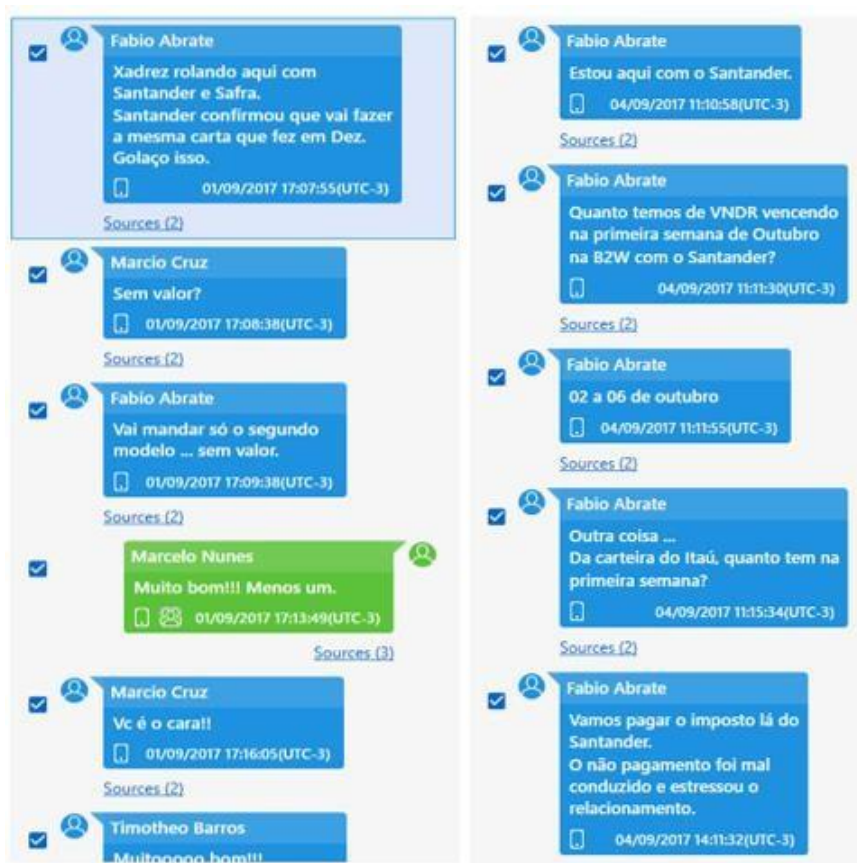 Fabio Abrate
Xadrez rolando aqui com
Santander e Safra.
Santander confirmou que vai fazer
a mesma carta que fez em Dez.
Golaço isso.
01/09/2017 17:07:55(UTC-3)
Sources (2)
Marcio Cruz
Sem valor?
01/09/2017 17:08:38(UTC-3)
Sources (2)
Fabio Abrate
Vai mandar só o segundo
modelo ... sem valor.
01/09/2017 17:09:38(UTC-3)
Sources (2)
Marcelo Nunes
Muito bom!!! Menos um.
01/09/2017 17:13:49(UTC-3)
Sources (3)
Marcio Cruz
Vc é o cara!!
01/09/2017 17:16:05(UTC-3)
Sources (2)
Timotheo Barros
Muitooooo bom!!!
Fabio Abrate
Estou aqui com o Santander.
04/09/2017 11:10:58(UTC-3)
Sources (2)
Fabio Abrate
Quanto temos de VNDR vencendo
na primeira semana de Outubro
na B2W com o Santander?
04/09/2017 11:11:30(UTC-3)
Sources (2)
Fabio Abrate
02 a 06 de outubro
04/09/2017 11:11:55(UTC-3)
Sources (2)
Fabio Abrate
Outra coisa ...
Da carteira do Itaú, quanto tem na
primeira semana?
04/09/2017 11:15:34(UTC-3)
Sources (2)
Fabio Abrate
Vamos pagar o imposto lá do
Santander.
O não pagamento foi mal
conduzido e estressou o
relacionamento.
04/09/2017 14:11:32(UTC-3)